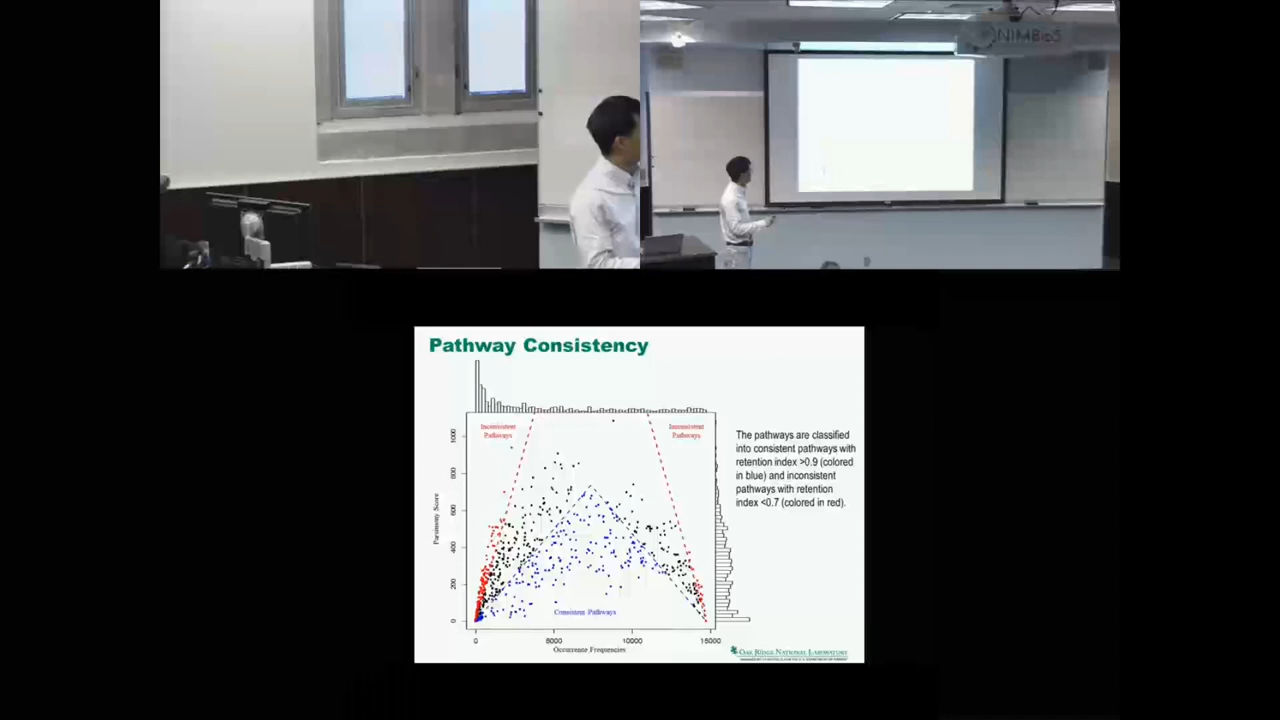 NIMBioS
Pathway Consistency
Inconsistent
Pathways
Inconsistent
Pathways
The pathways are classified
into consistent pathways with
retention index >0.9 (colored
in blue) and inconsistent
pathways with retention
index <0.7 (colored in red).
Parsimony Score
1000
800
600
400
200
0
Consistent Pathways
0
5000
10000
15000
Occurrence Frequencies
OAK RIDGE NATIONAL LABORATORY